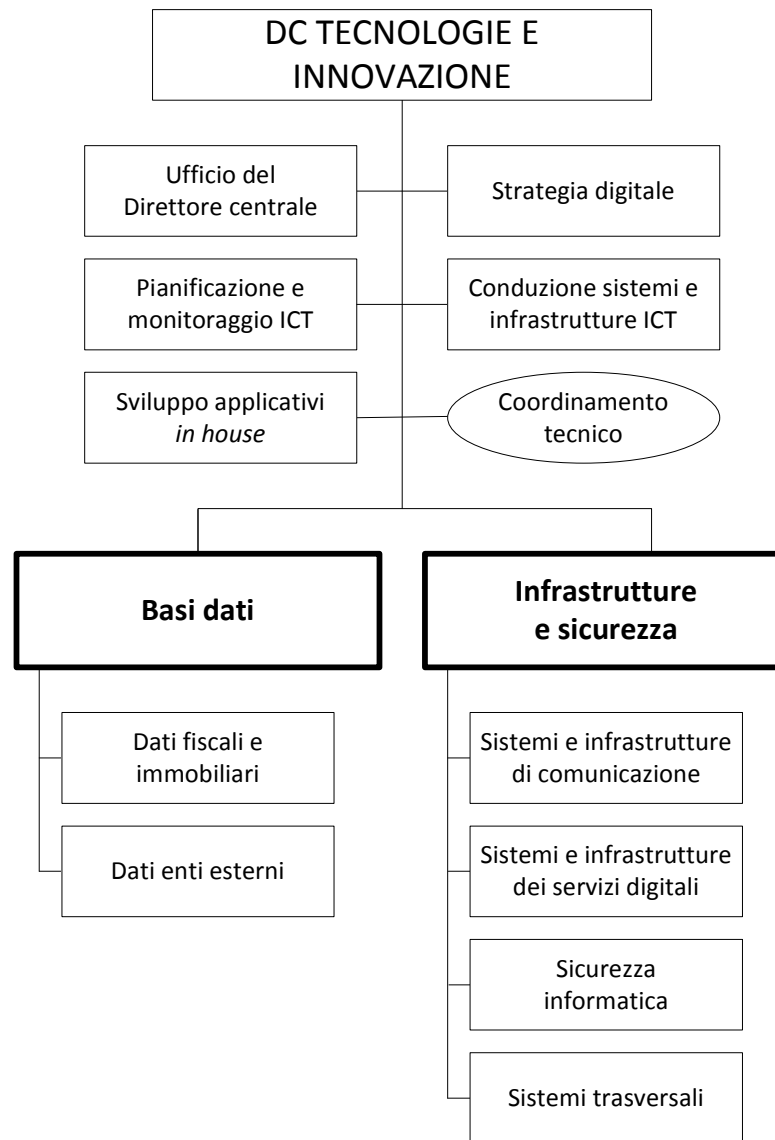 DC TECNOLOGIE E
INNOVAZIONE
Ufficio del
Direttore centrale
Strategia digitale
Pianificazione e
monitoraggio ICT
Conduzione sistemi e
infrastrutture ICT
Sviluppo applicativi
in house
Coordinamento
tecnico
Basi dati
Infrastrutture
e sicurezza
Dati fiscali e
immobiliari
Dati enti esterni
Sistemi e infrastrutture
di comunicazione
Sistemi e infrastrutture
dei servizi digitali
Sicurezza
informatica
Sistemi trasversali